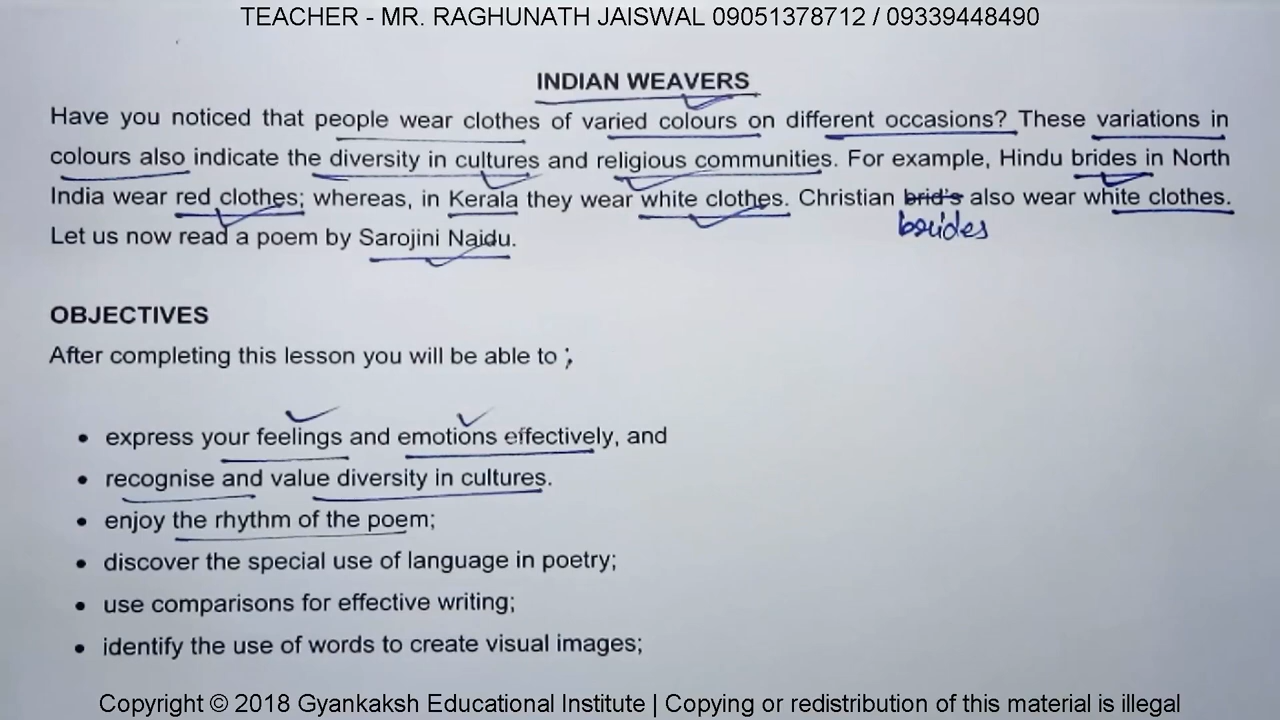 TEACHER - MR. RAGHUNATH JAISWAL 09051378712 / 09339448490
INDIAN WEAVERS
Have you noticed that people wear clothes of varied colours on different occasions? These variations in
colours also indicate the diversity in cultures and religious communities. For example, Hindu brides in North
India wear red clothes; whereas, in Kerala they wear white clothes. Christian brid's also wear white clothes.
brides
Let us now read a poem by Sarojini Naidu.
OBJECTIVES
After completing this lesson you will be able to ;
• express your feelings and emotions effectively, and
• recognise and value diversity in cultures.
• enjoy the rhythm of the poem;
• discover the special use of language in poetry;
• use comparisons for effective writing;
• identify the use of words to create visual images;
Copyright © 2018 Gyankaksh Educational Institute | Copying or redistribution of this material is illegal